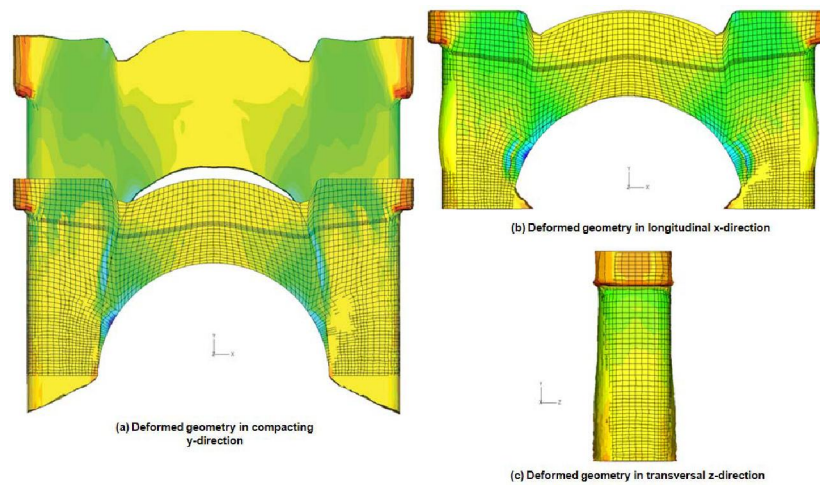 (a) Deformed geometry in compacting
y-direction
(b) Deformed geometry in longitudinal x-direction
(c) Deformed geometry in transversal z-direction
Y
Z X
Y
Z X
Y
X Z